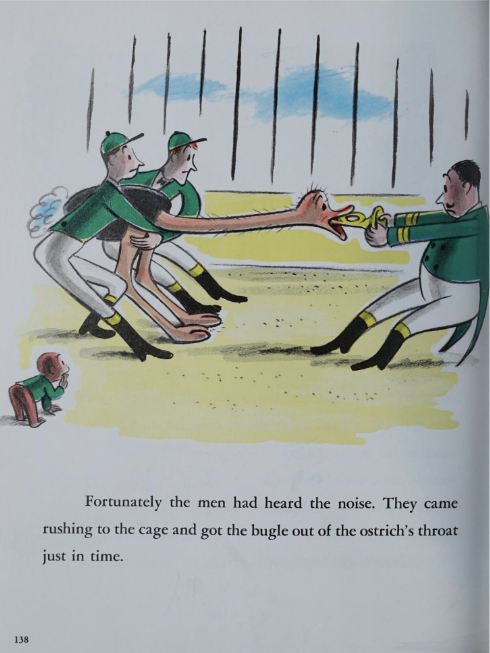 Fortunately the men had heard the noise. They came
rushing to the cage and got the bugle out of the ostrich's throat
just in time.
138